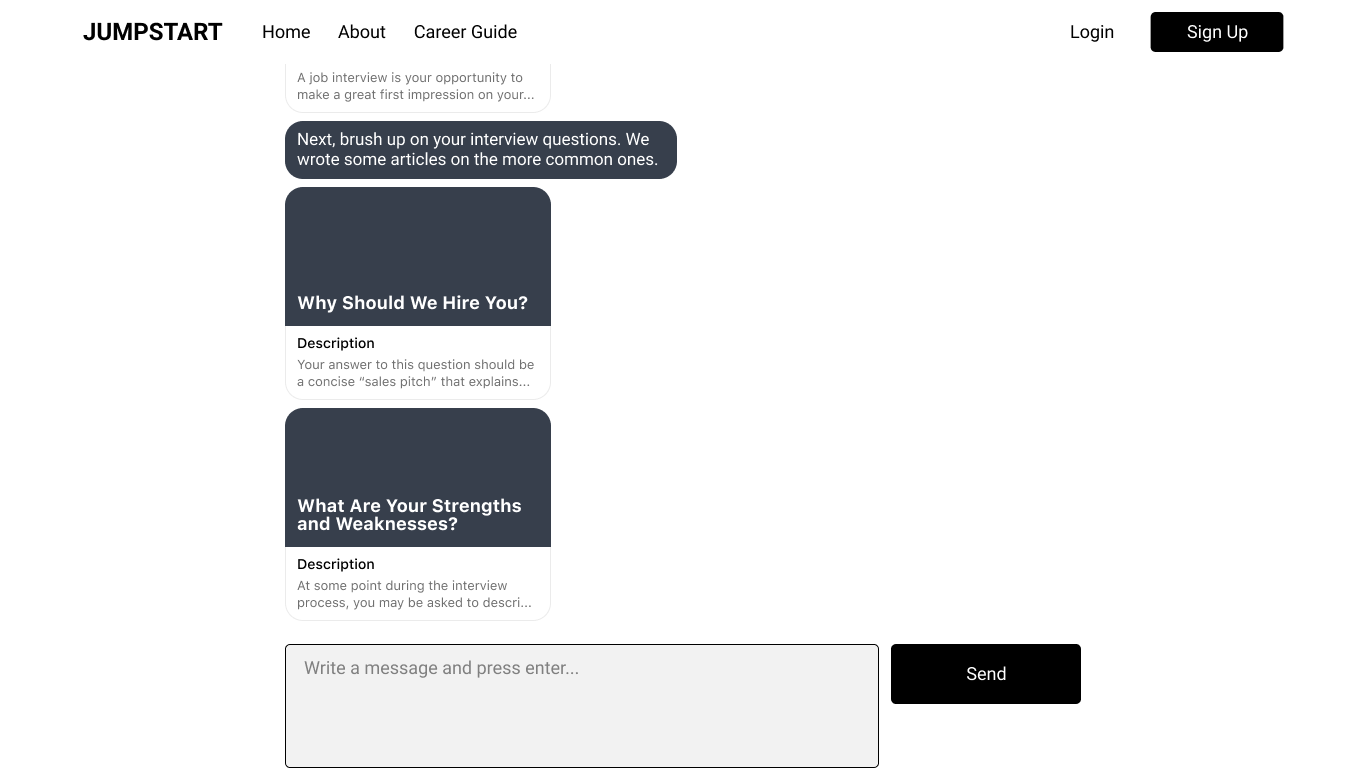 JUMPSTART
Home
About
Career Guide
Login
Sign Up
A job interview is your opportunity to
make a great first impression on your...
Next, brush up on your interview questions. We
wrote some articles on the more common ones.
Why Should We Hire You?
Description
Your answer to this question should be
a concise “sales pitch” that explains...
What Are Your Strengths
and Weaknesses?
Description
At some point during the interview
process, you may be asked to descri...
Write a message and press enter...
Send